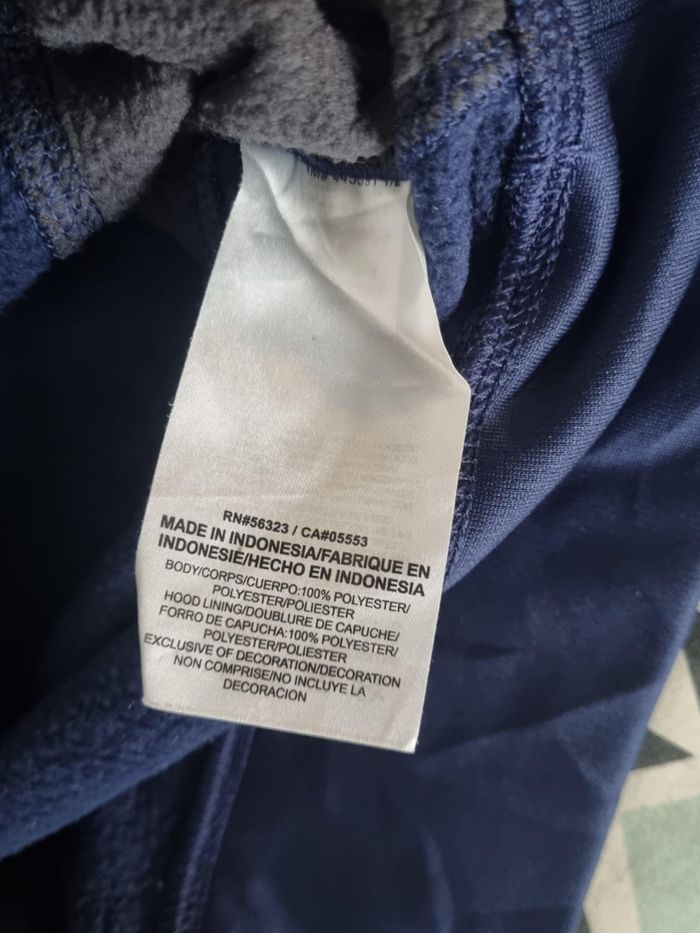 RN#56323 / CA#05553
MADE IN INDONESIA/FABRIQUE EN
INDONESIE/HECHO EN INDONESIA
BODY/CORPS/CUERPO:100% POLYESTER/
POLYESTER/POLIESTER
HOOD LINING/DOUBLURE DE CAPUCHE/
FORRO DE CAPUCHA:100% POLYESTER/
POLYESTER/POLIESTER
EXCLUSIVE OF DECORATION/DECORATION
NON COMPRISE/NO INCLUYE LA
DECORACION